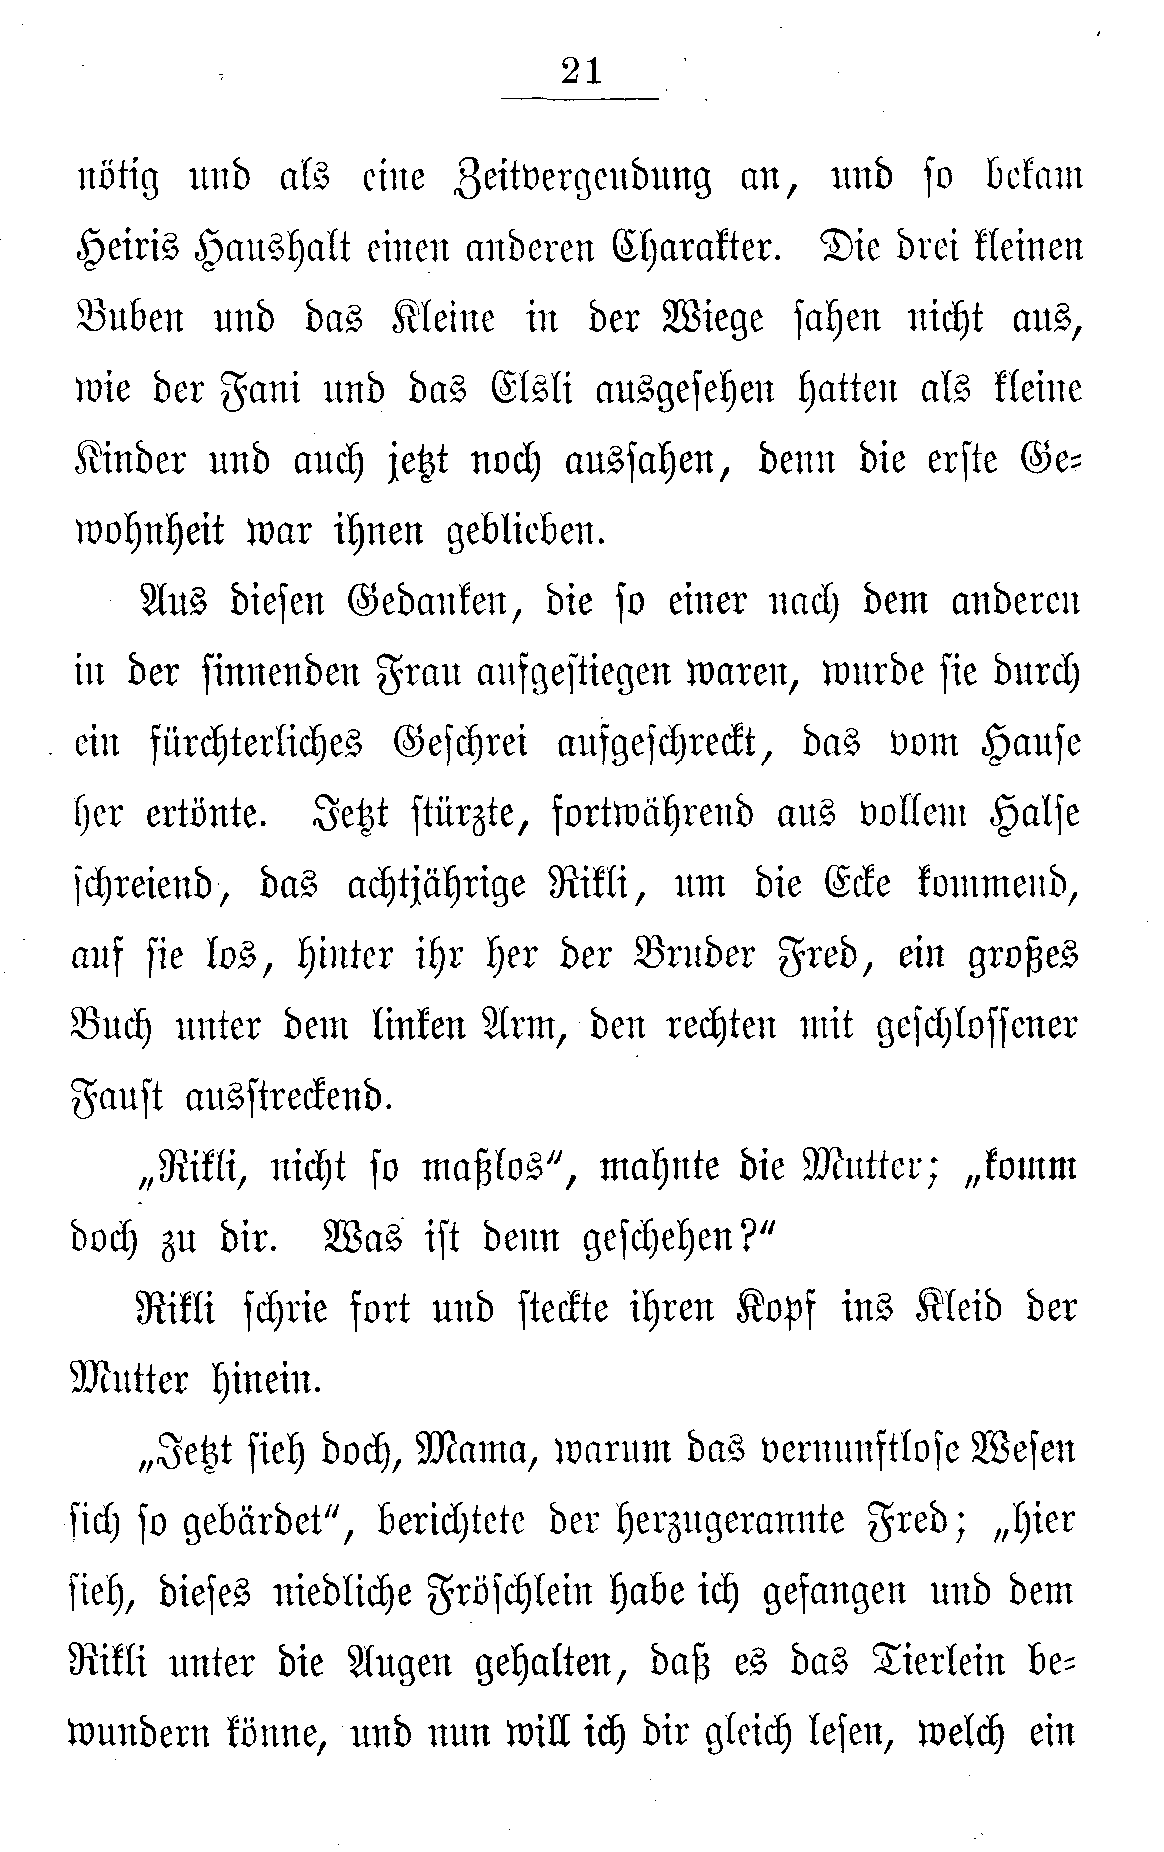 21
nötig und als eine Zeitvergeudung an, und so bekam
Heiris Haushalt einen anderen Charakter. Die drei kleinen
Buben und das Kleine in der Wiege sahen nicht aus,
wie der Fani und das Elsli ausgesehen hatten als kleine
Kinder und auch jetzt noch aussahen, denn die erste Ge-
wohnheit war ihnen geblieben.
Aus diesen Gedanken, die so einer nach dem anderen
in der sinnenden Frau aufgestiegen waren, wurde sie durch
ein fürchterliches Geschrei aufgeschreckt, das vom Hause
her ertönte. Jetzt stürzte, fortwährend aus vollem Halse
schreiend, das achtjährige Rikli, um die Ecke kommend,
auf sie los, hinter ihr her der Bruder Fred, ein großes
Buch unter dem linken Arm, den rechten mit geschlossener
Faust ausstreckend.
„Rikli, nicht so maßlos“, mahnte die Mutter; „komm
doch zu dir. Was ist denn geschehen?“
Rikli schrie fort und steckte ihren Kopf ins Kleid der
Mutter hinein.
„Jetzt sieh doch, Mama, warum das vernunftlose Wesen
sich so gebärdet“, berichtete der herzugerannte Fred; „hier
sieh, dieses niedliche Fröschlein habe ich gefangen und dem
Rikli unter die Augen gehalten, daß es das Tierlein be-
wundern könne, und nun will ich dir gleich lesen, welch ein